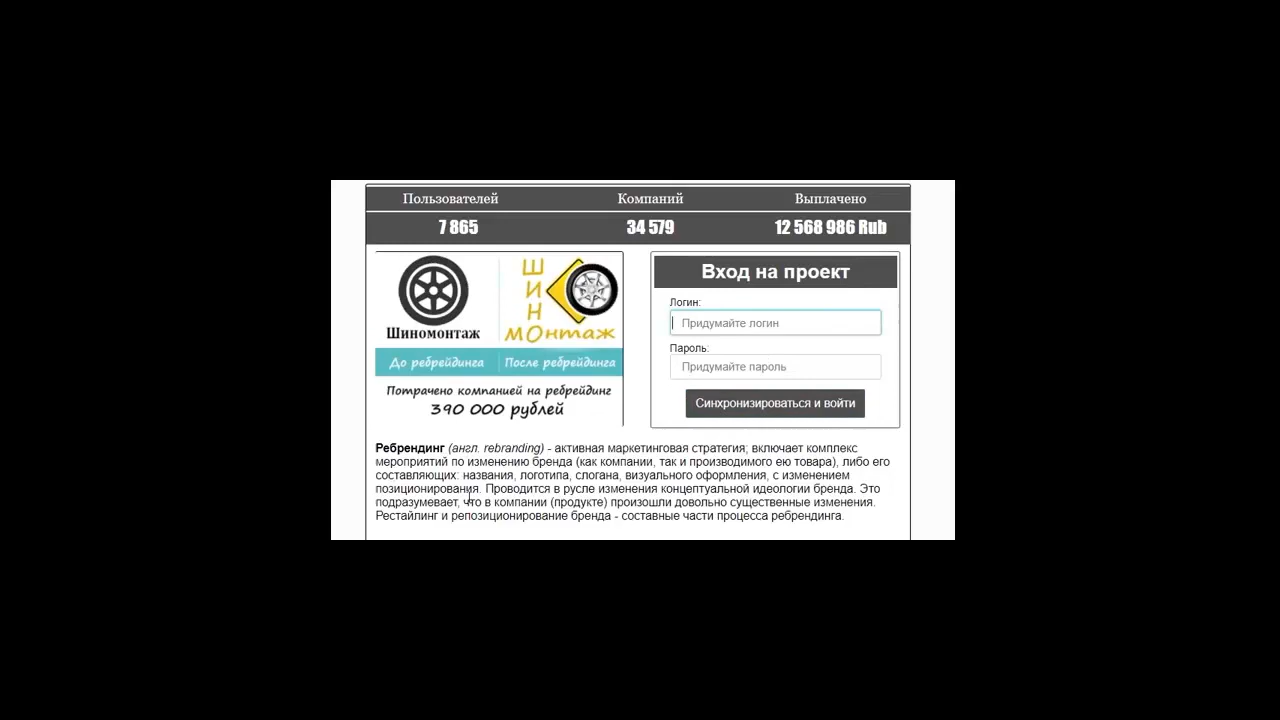 Пользователей Компаний Выплачено
7 865 34 579 12 568 986 Rub
Шиномонтаж
ШИНО
монтаж
До ребрейдинга После ребрейдинга
Потрачено компанией на ребрейдинг
390 000 рублей
Вход на проект
Логин:
Придумайте логин
Пароль:
Придумайте пароль
Синхронизироваться и войти
Ребрендинг (англ. rebranding) - активная маркетинговая стратегия; включает комплекс
мероприятий по изменению бренда (как компании, так и производимого ею товара), либо его
составляющих: названия, логотипа, слогана, визуального оформления, с изменением
позиционирования. Проводится в русле изменения концептуальной идеологии бренда. Это
подразумевает, что в компании (продукте) произошли довольно существенные изменения.
Рестайлинг и репозиционирование бренда - составные части процесса ребрендинга.